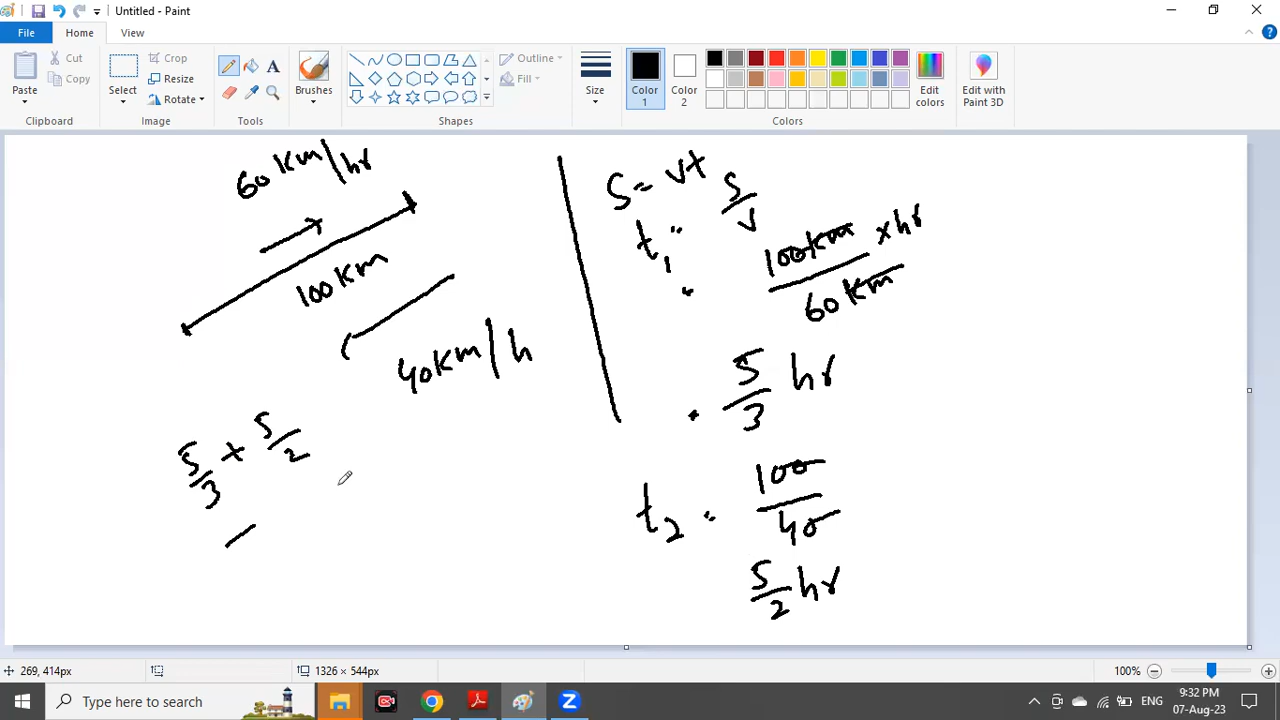 Untitled - Paint
File Home View
Paste Cut Copy Clipboard
Select Crop Resize Rotate Image
A Tools
Brushes
Outline Fill Shapes
Size
Color 1 Color 2 Edit colors Colors
Edit with Paint 3D
60 km/hr
100 Km
40 Km/h
5/3 + 5/2
S = vt
t1 = S/v
= 100 km × hr / 60 Km
= 5/3 hr
t2 = 100/40
5/2 hr
269, 414px 1326 × 544px 100%
Type here to search ENG 9:32 PM
07-Aug-23